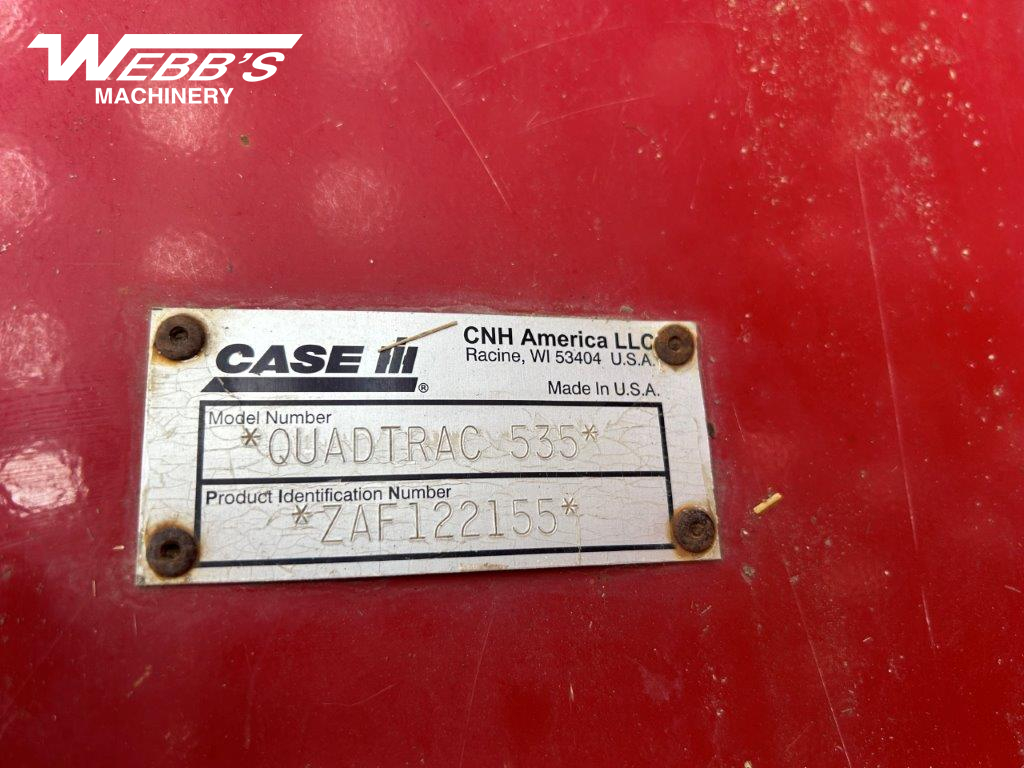 WEBB'S
MACHINERY
CASE IH
®
CNH America LLC
Racine, WI 53404 U.S.A.
Made In U.S.A.
Model Number
*QUADTRAC 535*
Product Identification Number
*ZAF122155*